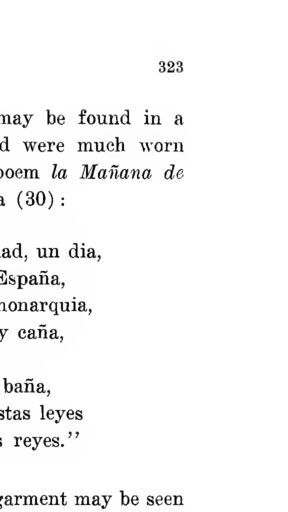 323
may be found in a
d were much worn
poem la Mañana de
a (30):
ad, un dia,
España,
monarquia,
y caña,
baña,
stas leyes
s reyes.”
garment may be seen